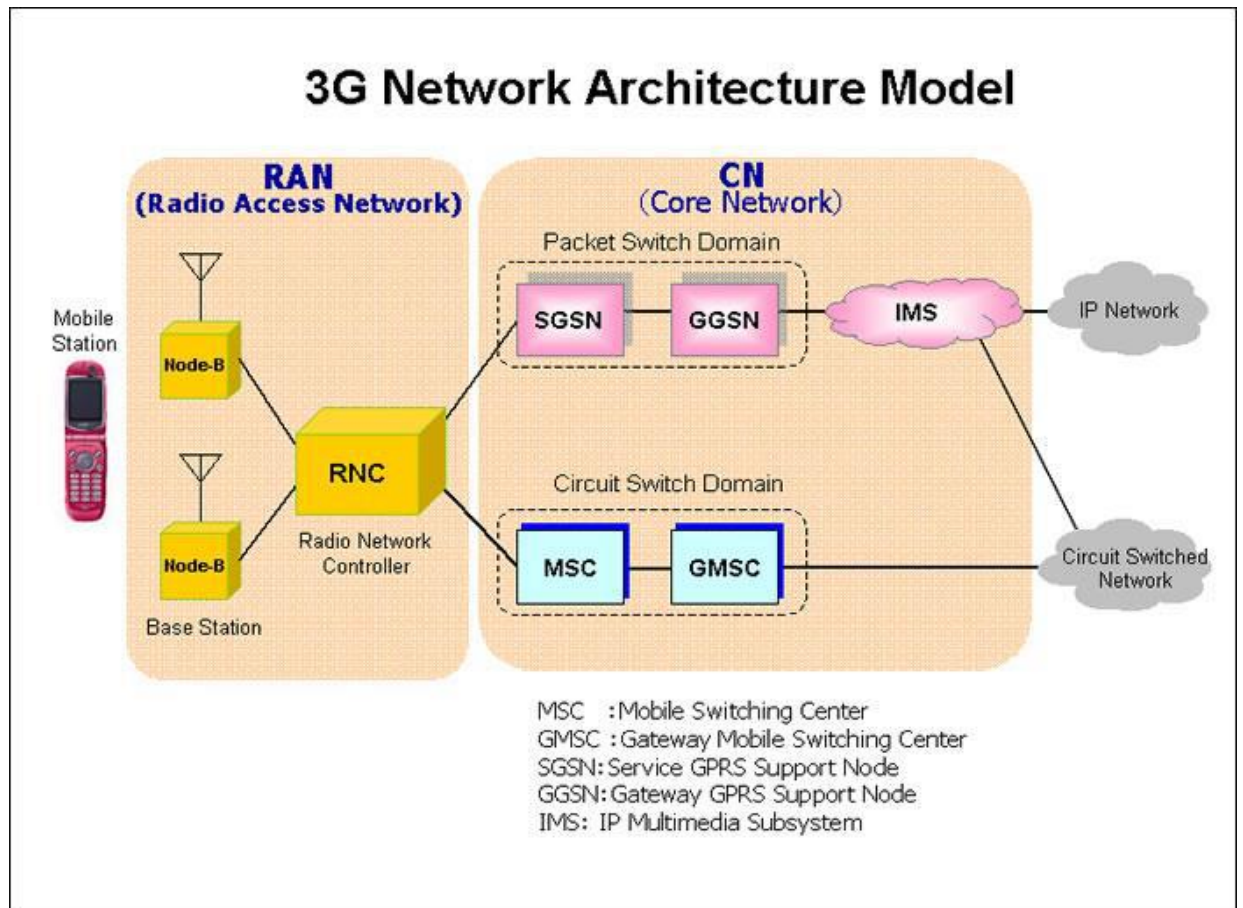 3G Network Architecture Model
RAN
(Radio Access Network)
CN
(Core Network)
Packet Switch Domain
SGSN
GGSN
IMS
IP Network
Mobile
Station
Node-B
RNC
Radio Network
Controller
Node-B
Base Station
Circuit Switch Domain
MSC
GMSC
Circuit Switched
Network
MSC :Mobile Switching Center
GMSC :Gateway Mobile Switching Center
SGSN: Service GPRS Support Node
GGSN: Gateway GPRS Support Node
IMS: IP Multimedia Subsystem